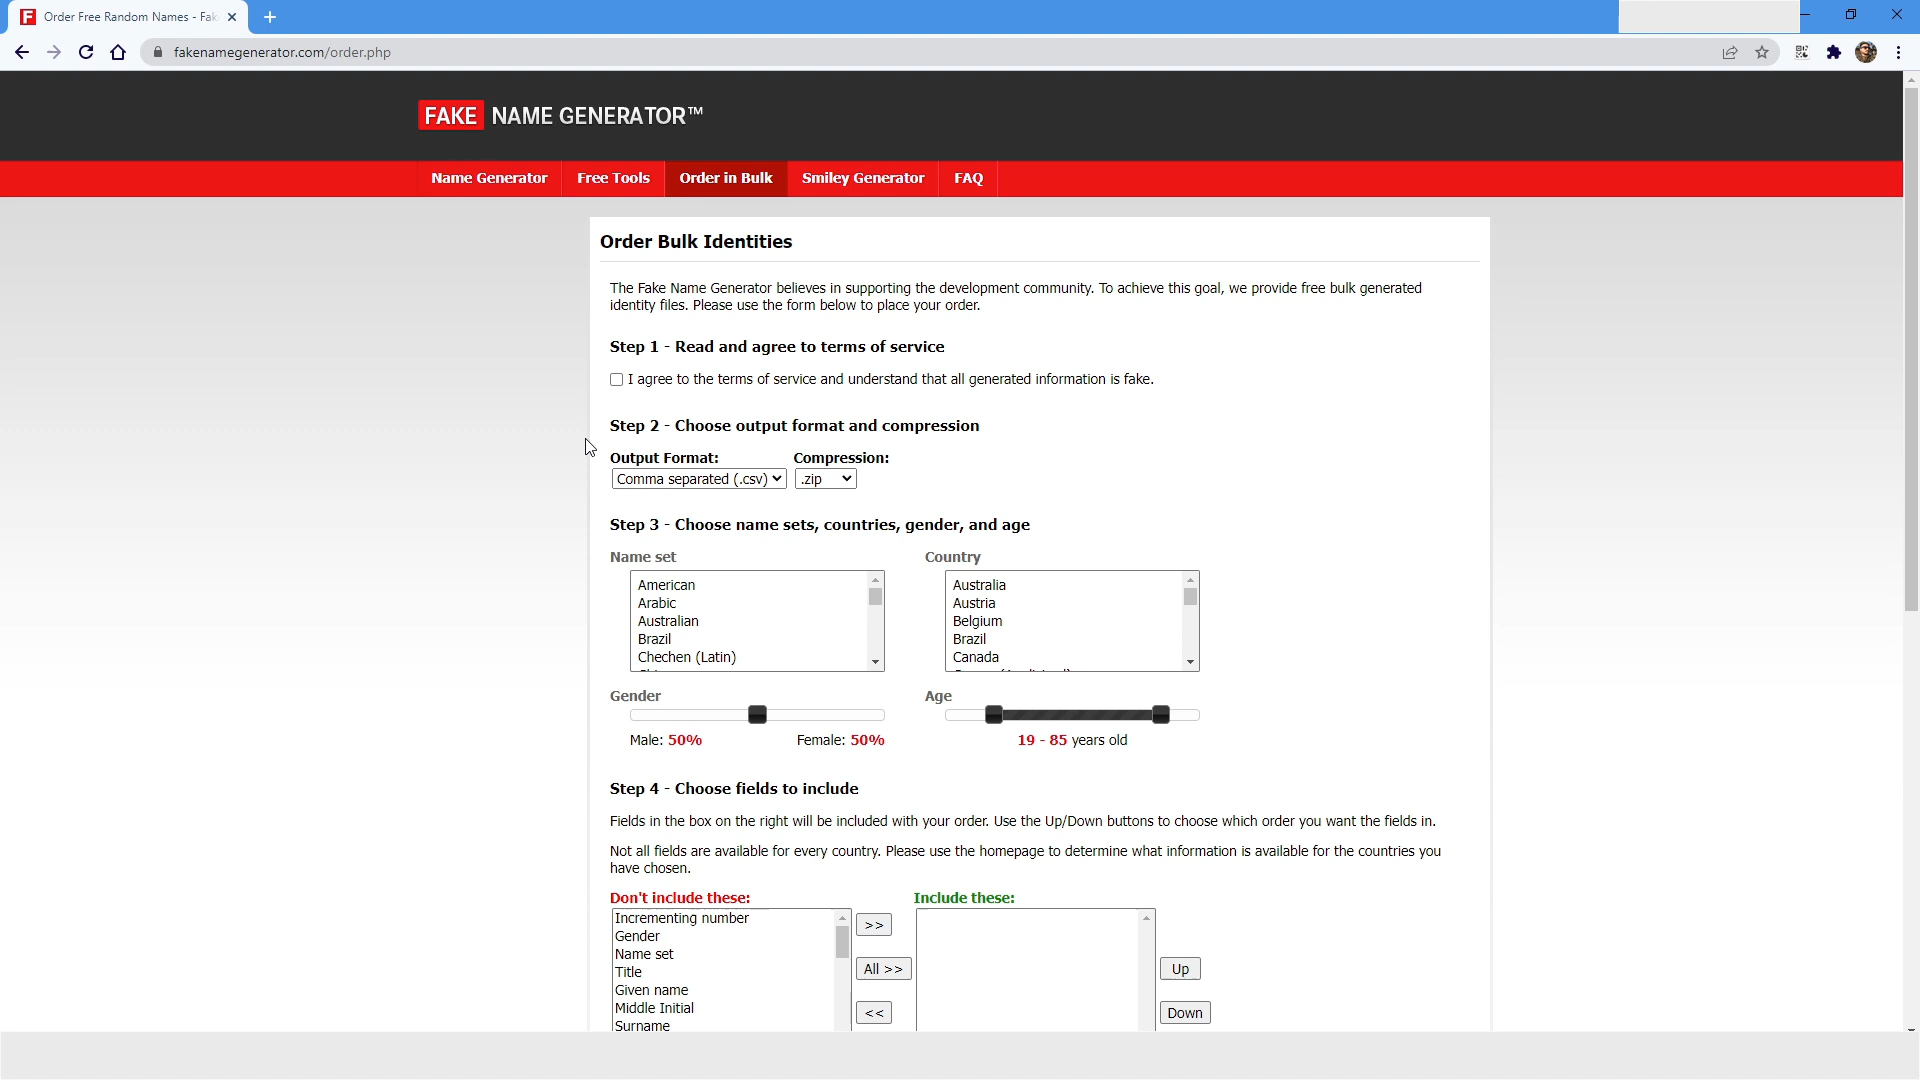 Order Free Random Names - Fak
fakenamegenerator.com/order.php
FAKE NAME GENERATOR™
Name Generator Free Tools Order in Bulk Smiley Generator FAQ
Order Bulk Identities
The Fake Name Generator believes in supporting the development community. To achieve this goal, we provide free bulk generated
identity files. Please use the form below to place your order.
Step 1 - Read and agree to terms of service
I agree to the terms of service and understand that all generated information is fake.
Step 2 - Choose output format and compression
Output Format: Compression:
Comma separated (.csv) .zip
Step 3 - Choose name sets, countries, gender, and age
Name set Country
American Australia
Arabic Austria
Australian Belgium
Brazil Brazil
Chechen (Latin) Canada
Gender Age
Male: 50% Female: 50% 19 - 85 years old
Step 4 - Choose fields to include
Fields in the box on the right will be included with your order. Use the Up/Down buttons to choose which order you want the fields in.
Not all fields are available for every country. Please use the homepage to determine what information is available for the countries you
have chosen.
Don't include these: Include these:
Incrementing number >>
Gender
Name set
Title All >> Up
Given name
Middle Initial << Down
Surname